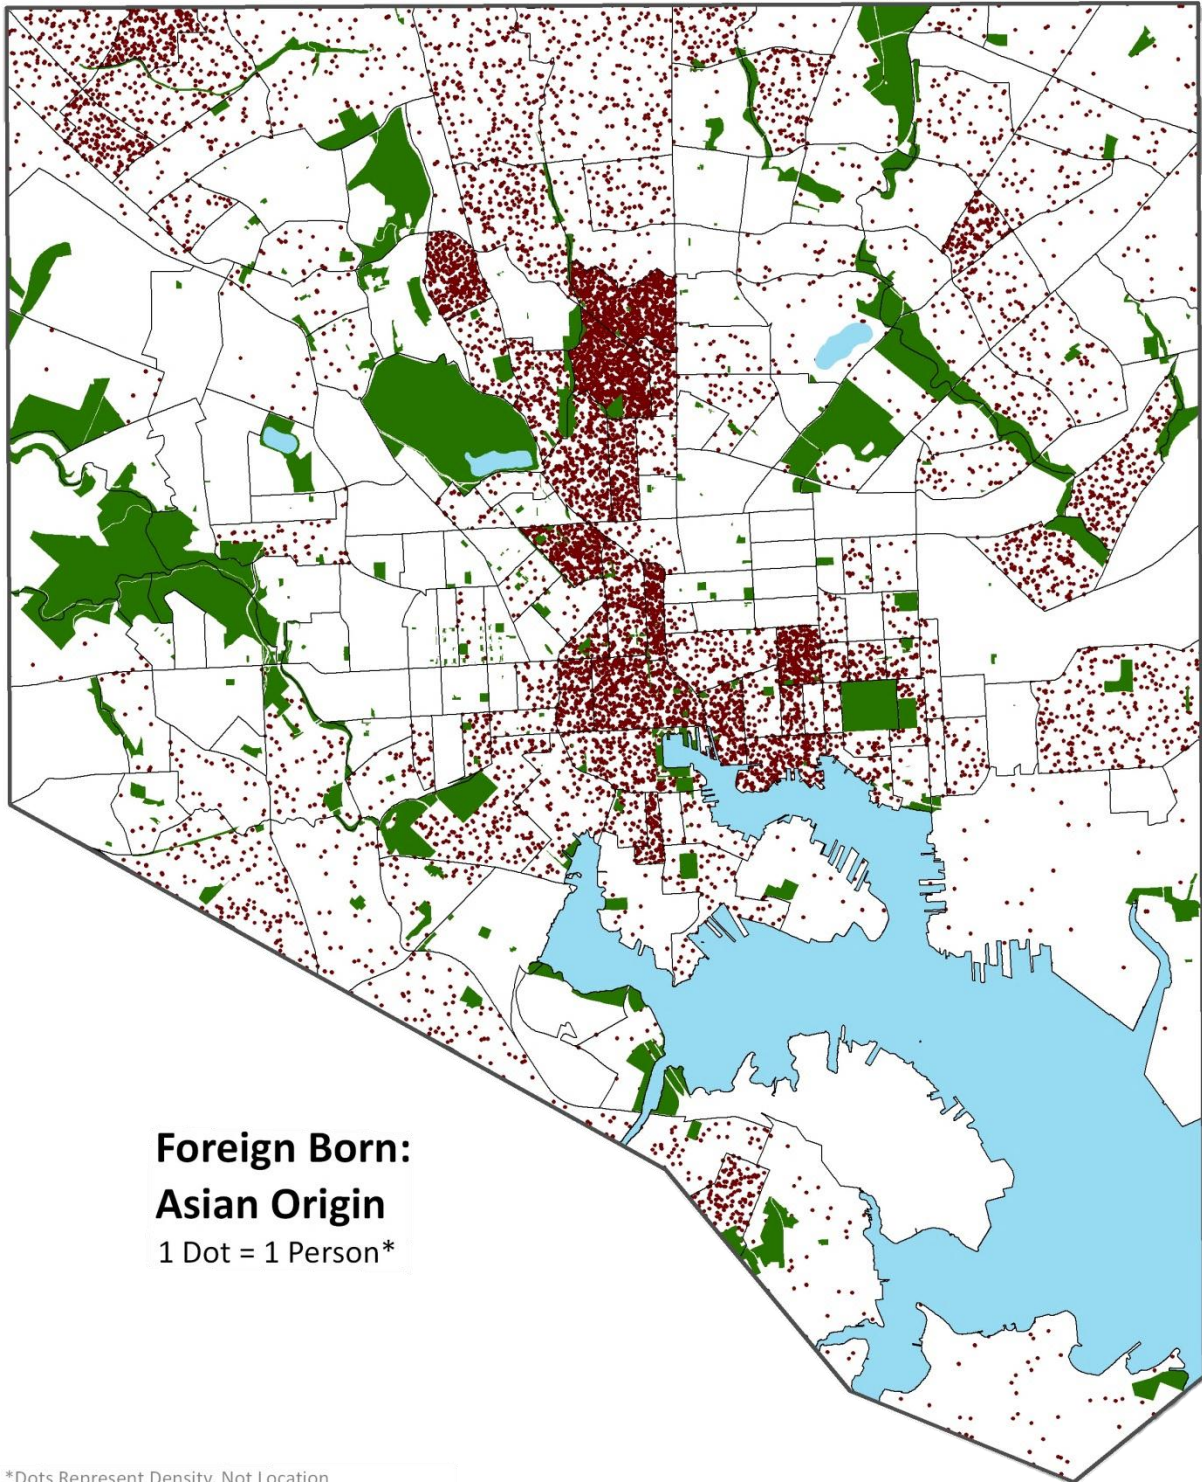 Foreign Born:
Asian Origin
1 Dot = 1 Person*
*Dots Represent Density, Not Location